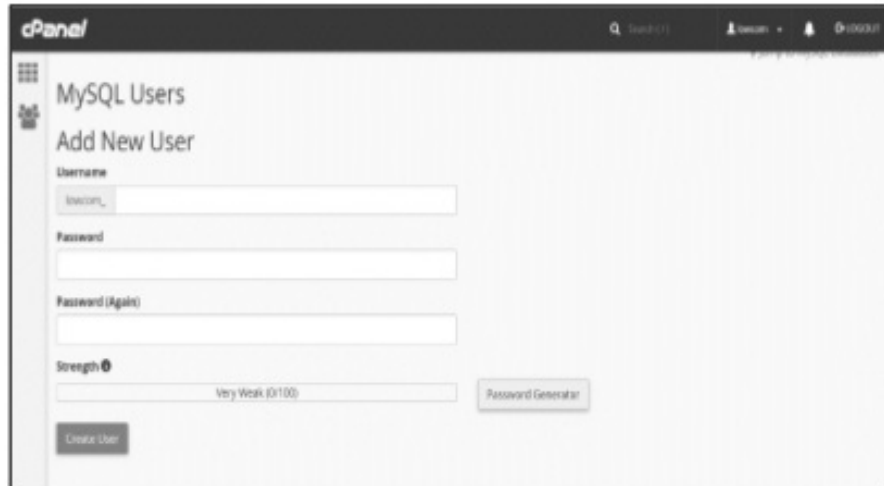 cPanel
LOGOUT
MySQL Users
Add New User
Username
Password
Password (Again)
Strength
Very Weak (0/100)
Password Generator
Create User